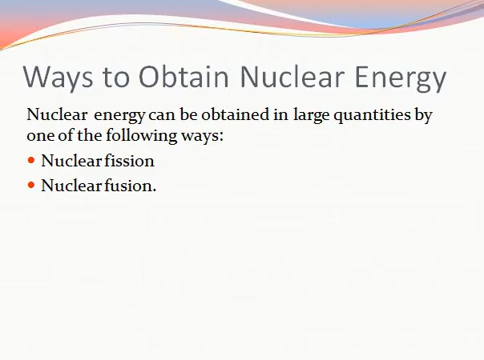 Ways to Obtain Nuclear Energy
Nuclear energy can be obtained in large quantities by
one of the following ways:
• Nuclear fission
• Nuclear fusion.